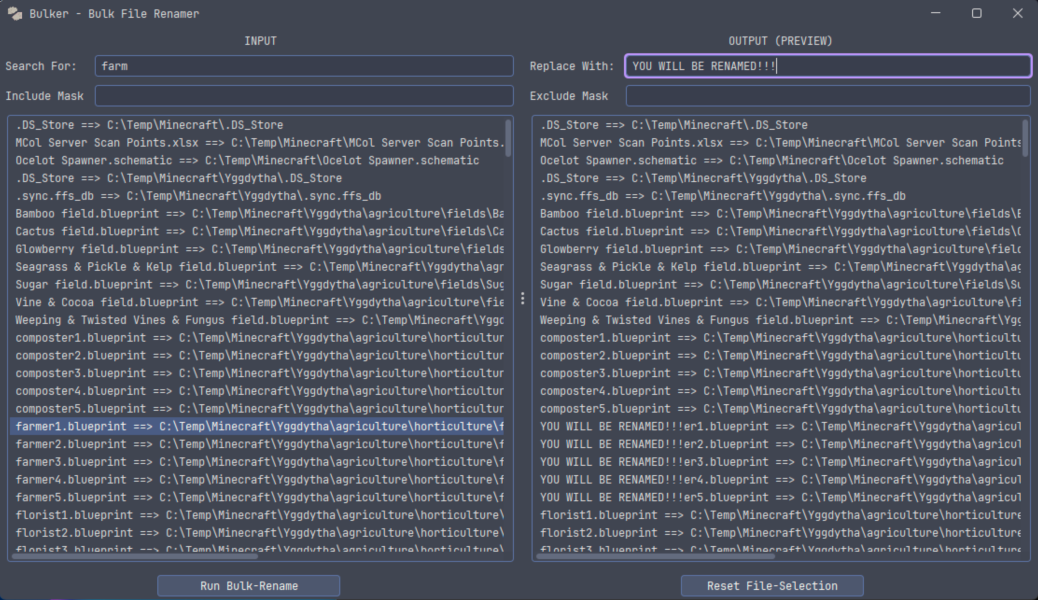 Bulker - Bulk File Renamer
INPUT
Search For: farm
Include Mask
.DS_Store ==> C:\Temp\Minecraft\.DS_Store
MCol Server Scan Points.xlsx ==> C:\Temp\Minecraft\MCol Server Scan Points.
Ocelot Spawner.schematic ==> C:\Temp\Minecraft\Ocelot Spawner.schematic
.DS_Store ==> C:\Temp\Minecraft\Yggdytha\.DS_Store
.sync.ffs_db ==> C:\Temp\Minecraft\Yggdytha\.sync.ffs_db
Bamboo field.blueprint ==> C:\Temp\Minecraft\Yggdytha\agriculture\fields\Ba
Cactus field.blueprint ==> C:\Temp\Minecraft\Yggdytha\agriculture\fields\Ca
Glowberry field.blueprint ==> C:\Temp\Minecraft\Yggdytha\agriculture\fields
Seagrass & Pickle & Kelp field.blueprint ==> C:\Temp\Minecraft\Yggdytha\agr
Sugar field.blueprint ==> C:\Temp\Minecraft\Yggdytha\agriculture\fields\Sug
Vine & Cocoa field.blueprint ==> C:\Temp\Minecraft\Yggdytha\agriculture\fie
Weeping & Twisted Vines & Fungus field.blueprint ==> C:\Temp\Minecraft\Yggd
composter1.blueprint ==> C:\Temp\Minecraft\Yggdytha\agriculture\horticultur
composter2.blueprint ==> C:\Temp\Minecraft\Yggdytha\agriculture\horticultur
composter3.blueprint ==> C:\Temp\Minecraft\Yggdytha\agriculture\horticultur
composter4.blueprint ==> C:\Temp\Minecraft\Yggdytha\agriculture\horticultur
composter5.blueprint ==> C:\Temp\Minecraft\Yggdytha\agriculture\horticultur
farmer1.blueprint ==> C:\Temp\Minecraft\Yggdytha\agriculture\horticulture\f
farmer2.blueprint ==> C:\Temp\Minecraft\Yggdytha\agriculture\horticulture\f
farmer3.blueprint ==> C:\Temp\Minecraft\Yggdytha\agriculture\horticulture\f
farmer4.blueprint ==> C:\Temp\Minecraft\Yggdytha\agriculture\horticulture\f
farmer5.blueprint ==> C:\Temp\Minecraft\Yggdytha\agriculture\horticulture\f
florist1.blueprint ==> C:\Temp\Minecraft\Yggdytha\agriculture\horticulture\
florist2.blueprint ==> C:\Temp\Minecraft\Yggdytha\agriculture\horticulture\
florist3.blueprint ==> C:\Temp\Minecraft\Yggdytha\agriculture\horticulture\
Run Bulk-Rename
OUTPUT (PREVIEW)
Replace With: YOU WILL BE RENAMED!!!
Exclude Mask
.DS_Store ==> C:\Temp\Minecraft\.DS_Store
MCol Server Scan Points.xlsx ==> C:\Temp\Minecraft\MCol Server Scan Points
Ocelot Spawner.schematic ==> C:\Temp\Minecraft\Ocelot Spawner.schematic
.DS_Store ==> C:\Temp\Minecraft\Yggdytha\.DS_Store
.sync.ffs_db ==> C:\Temp\Minecraft\Yggdytha\.sync.ffs_db
Bamboo field.blueprint ==> C:\Temp\Minecraft\Yggdytha\agriculture\fields\
Cactus field.blueprint ==> C:\Temp\Minecraft\Yggdytha\agriculture\fields\
Glowberry field.blueprint ==> C:\Temp\Minecraft\Yggdytha\agriculture\fiel
Seagrass & Pickle & Kelp field.blueprint ==> C:\Temp\Minecraft\Yggdytha\ag
Sugar field.blueprint ==> C:\Temp\Minecraft\Yggdytha\agriculture\fields\Su
Vine & Cocoa field.blueprint ==> C:\Temp\Minecraft\Yggdytha\agriculture\fi
Weeping & Twisted Vines & Fungus field.blueprint ==> C:\Temp\Minecraft\Ygg
composter1.blueprint ==> C:\Temp\Minecraft\Yggdytha\agriculture\horticultu
composter2.blueprint ==> C:\Temp\Minecraft\Yggdytha\agriculture\horticultu
composter3.blueprint ==> C:\Temp\Minecraft\Yggdytha\agriculture\horticultu
composter4.blueprint ==> C:\Temp\Minecraft\Yggdytha\agriculture\horticultu
composter5.blueprint ==> C:\Temp\Minecraft\Yggdytha\agriculture\horticultu
YOU WILL BE RENAMED!!!er1.blueprint ==> C:\Temp\Minecraft\Yggdytha\agricul
YOU WILL BE RENAMED!!!er2.blueprint ==> C:\Temp\Minecraft\Yggdytha\agricul
YOU WILL BE RENAMED!!!er3.blueprint ==> C:\Temp\Minecraft\Yggdytha\agricul
YOU WILL BE RENAMED!!!er4.blueprint ==> C:\Temp\Minecraft\Yggdytha\agricul
YOU WILL BE RENAMED!!!er5.blueprint ==> C:\Temp\Minecraft\Yggdytha\agricul
florist1.blueprint ==> C:\Temp\Minecraft\Yggdytha\agriculture\horticulture
florist2.blueprint ==> C:\Temp\Minecraft\Yggdytha\agriculture\horticulture
florist3.blueprint ==> C:\Temp\Minecraft\Yggdytha\agriculture\horticulture
Reset File-Selection